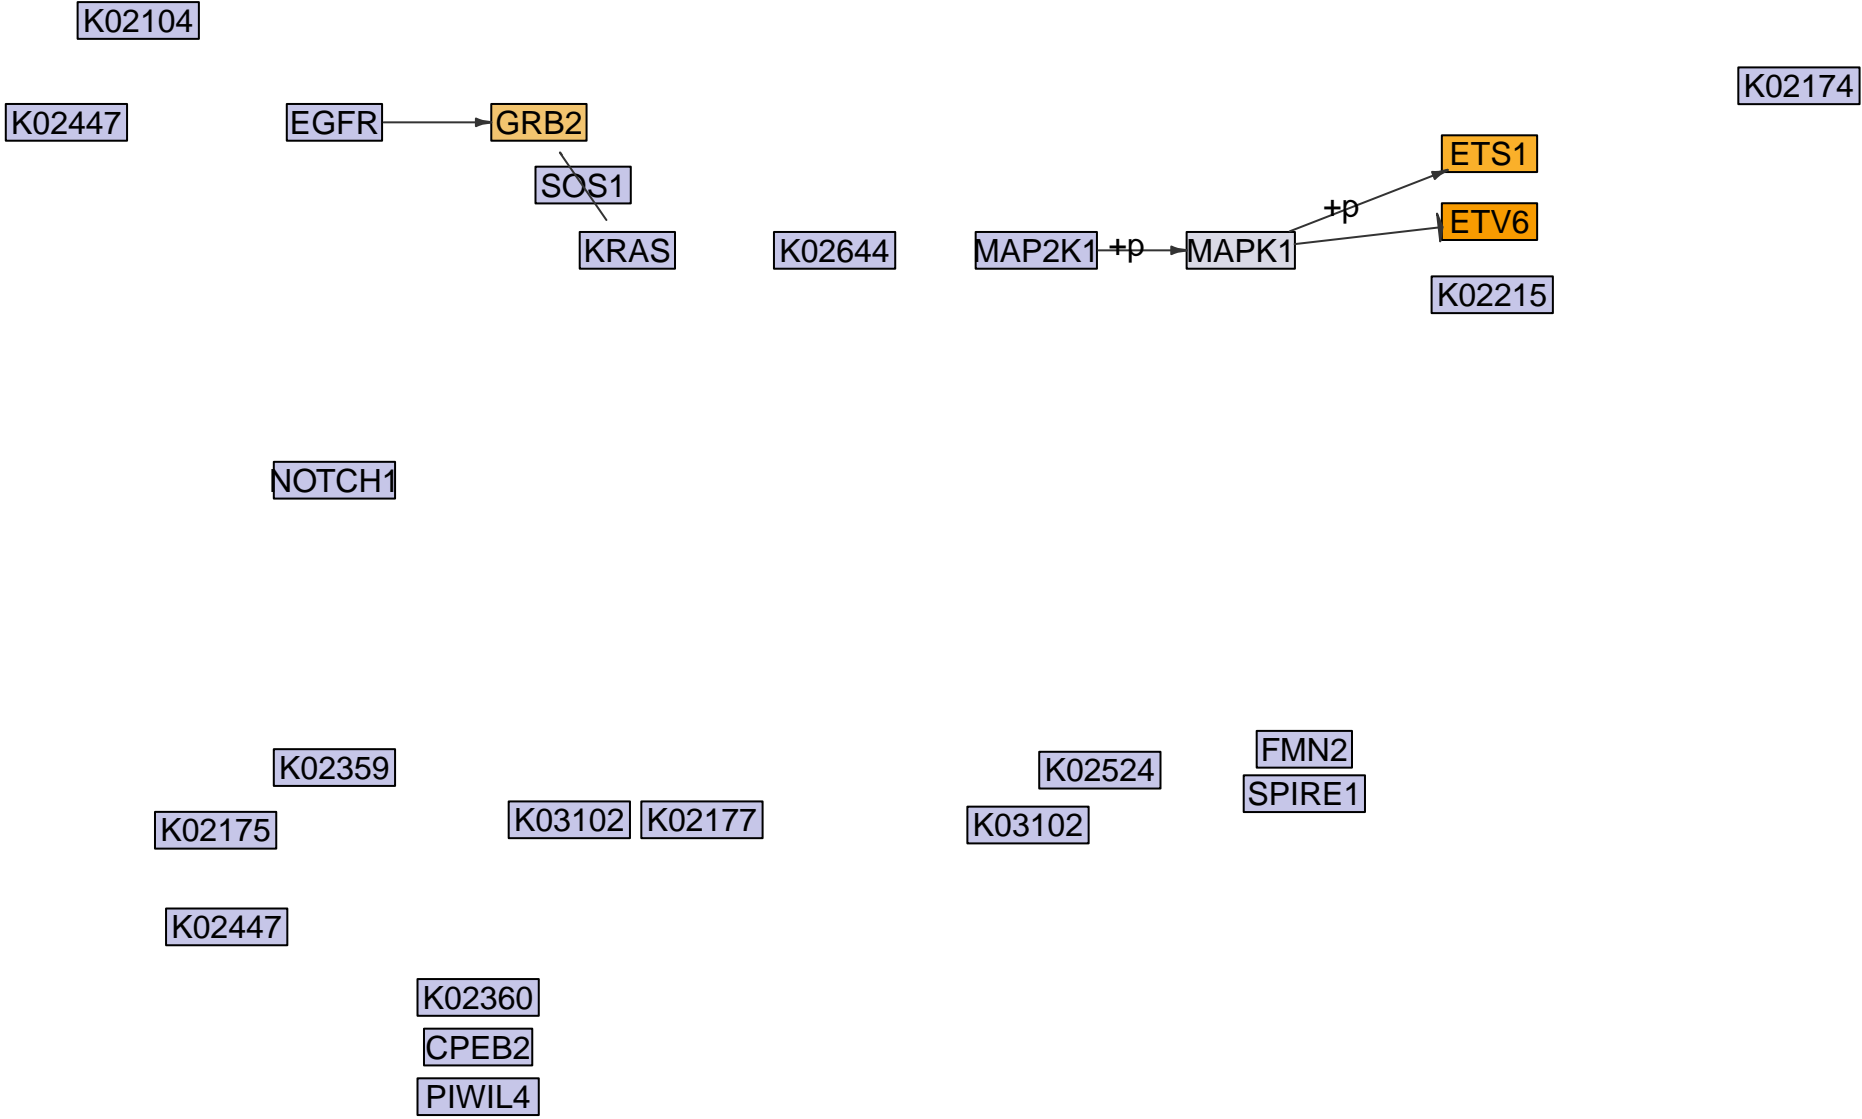 K02104
K02174
K02447
EGFR
GRB2
ETS1
SOS1
+p
ETV6
KRAS
K02644
MAP2K1
+p
MAPK1
K02215
NOTCH1
FMN2
K02359
K02524
SPIRE1
K02175
K03102
K02177
K03102
K02447
K02360
CPEB2
PIWIL4